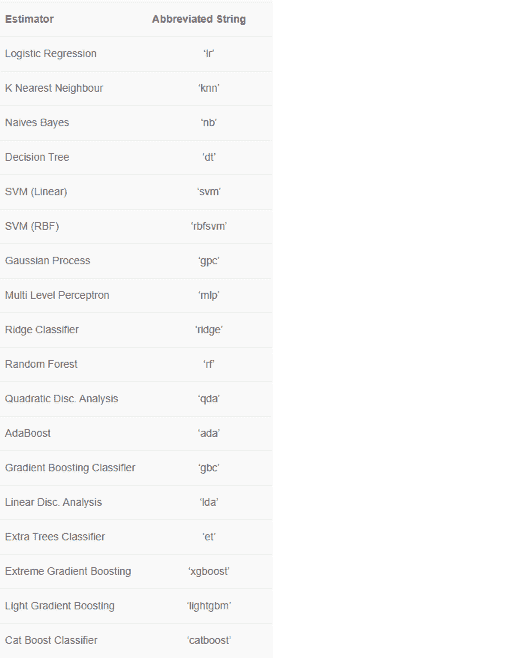 Estimator Abbreviated String
Logistic Regression ‘lr’
K Nearest Neighbour ‘knn’
Naives Bayes ‘nb’
Decision Tree ‘dt’
SVM (Linear) ‘svm’
SVM (RBF) ‘rbfsvm’
Gaussian Process ‘gpc’
Multi Level Perceptron ‘mlp’
Ridge Classifier ‘ridge’
Random Forest ‘rf’
Quadratic Disc. Analysis ‘qda’
AdaBoost ‘ada’
Gradient Boosting Classifier ‘gbc’
Linear Disc. Analysis ‘lda’
Extra Trees Classifier ‘et’
Extreme Gradient Boosting ‘xgboost’
Light Gradient Boosting ‘lightgbm’
Cat Boost Classifier ‘catboost’